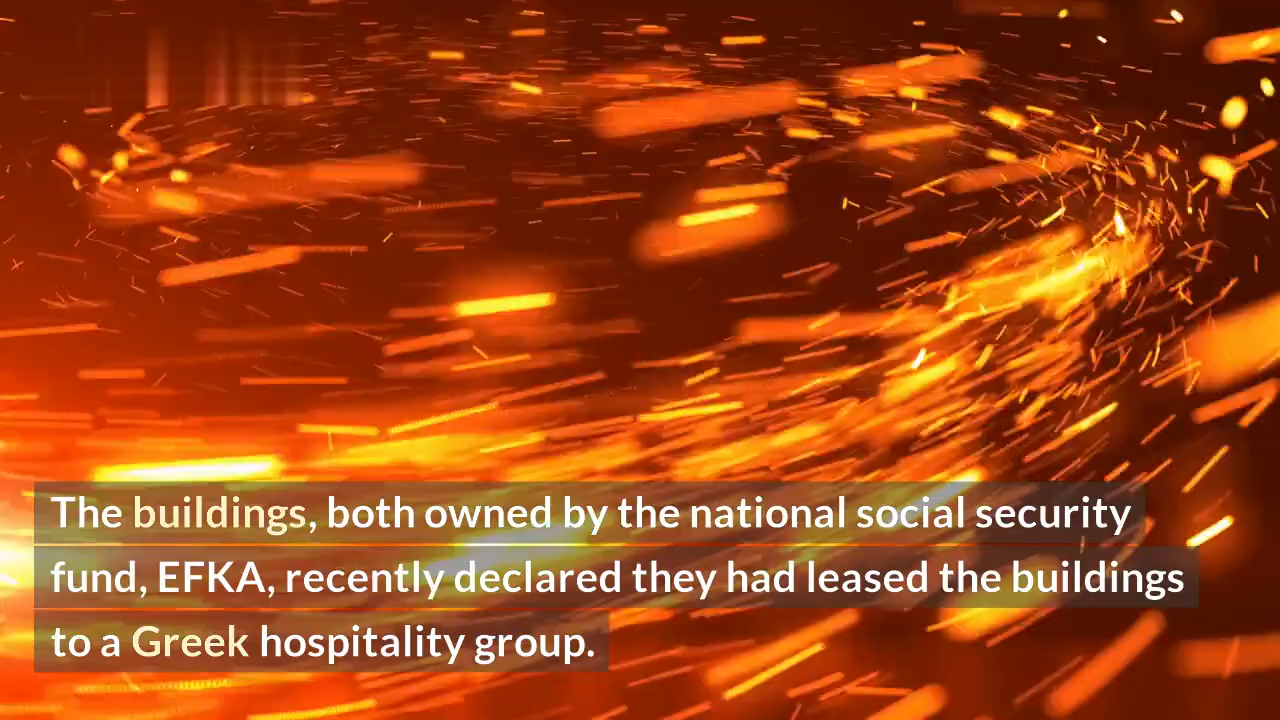 The buildings, both owned by the national social security
fund, EFKA, recently declared they had leased the buildings
to a Greek hospitality group.